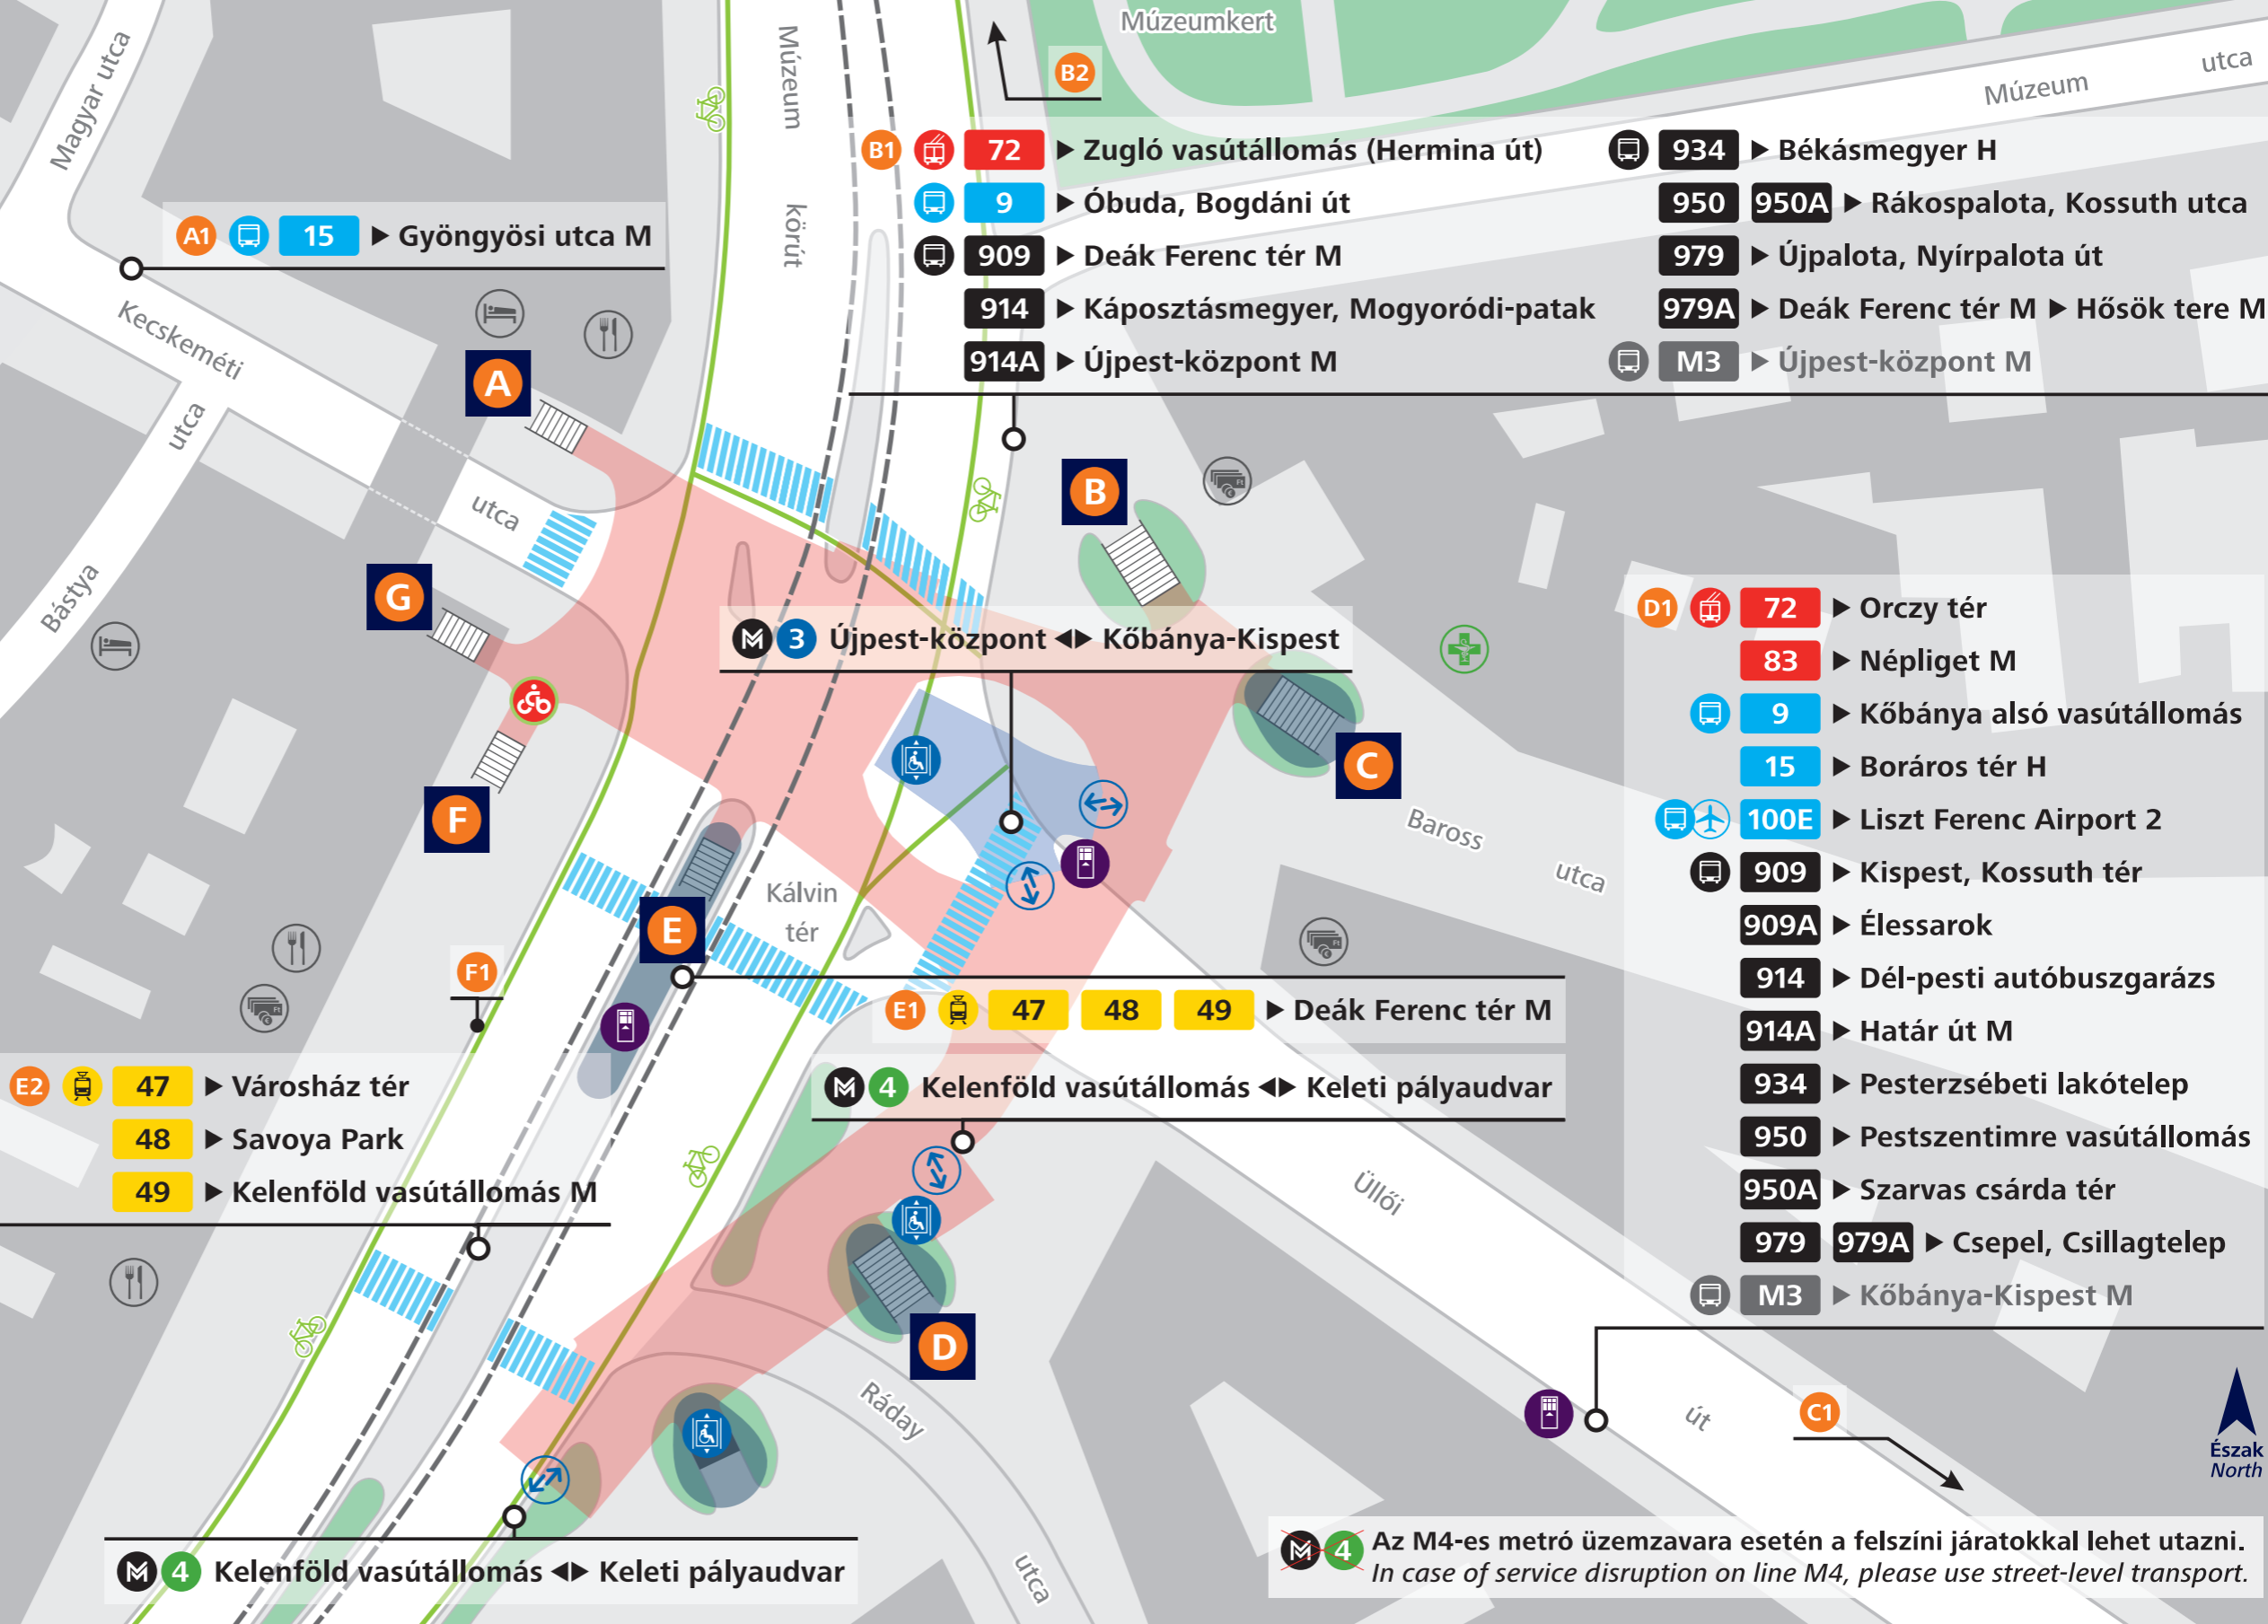 Múzeumkert
Múzeum
körút
Magyar utca
Múzeum
utca
B2
B1 72 Zugló vasútállomás (Hermina út)
9 Óbuda, Bogdáni út
909 Deák Ferenc tér M
914 Káposztásmegyer, Mogyoródi-patak
914A Újpest-központ M
934 Békásmegyer H
950 950A Rákospalota, Kossuth utca
979 Újpalota, Nyírpalota út
979A Deák Ferenc tér M Hősök tere M
M3 Újpest-központ M
A1 15 Gyöngyösi utca M
Kecskeméti
utca
utca
Bástya
A
B
G
M 3 Újpest-központ Kőbánya-Kispest
C
F
Baross
utca
Kálvin
tér
E
F1
E1 47 48 49 Deák Ferenc tér M
M 4 Kelenföld vasútállomás Keleti pályaudvar
E2 47 Városház tér
48 Savoya Park
49 Kelenföld vasútállomás M
D1 72 Orczy tér
83 Népliget M
9 Kőbánya alsó vasútállomás
15 Boráros tér H
100E Liszt Ferenc Airport 2
909 Kispest, Kossuth tér
909A Élessarok
914 Dél-pesti autóbuszgarázs
914A Határ út M
934 Pesterzsébeti lakótelep
950 Pestszentimre vasútállomás
950A Szarvas csárda tér
979 979A Csepel, Csillagtelep
M3 Kőbánya-Kispest M
Üllői
út
D
Ráday
utca
C1
Észak
North
M 4 Kelenföld vasútállomás Keleti pályaudvar
M 4 Az M4-es metró üzemzavara esetén a felszíni járatokkal lehet utazni.
In case of service disruption on line M4, please use street-level transport.